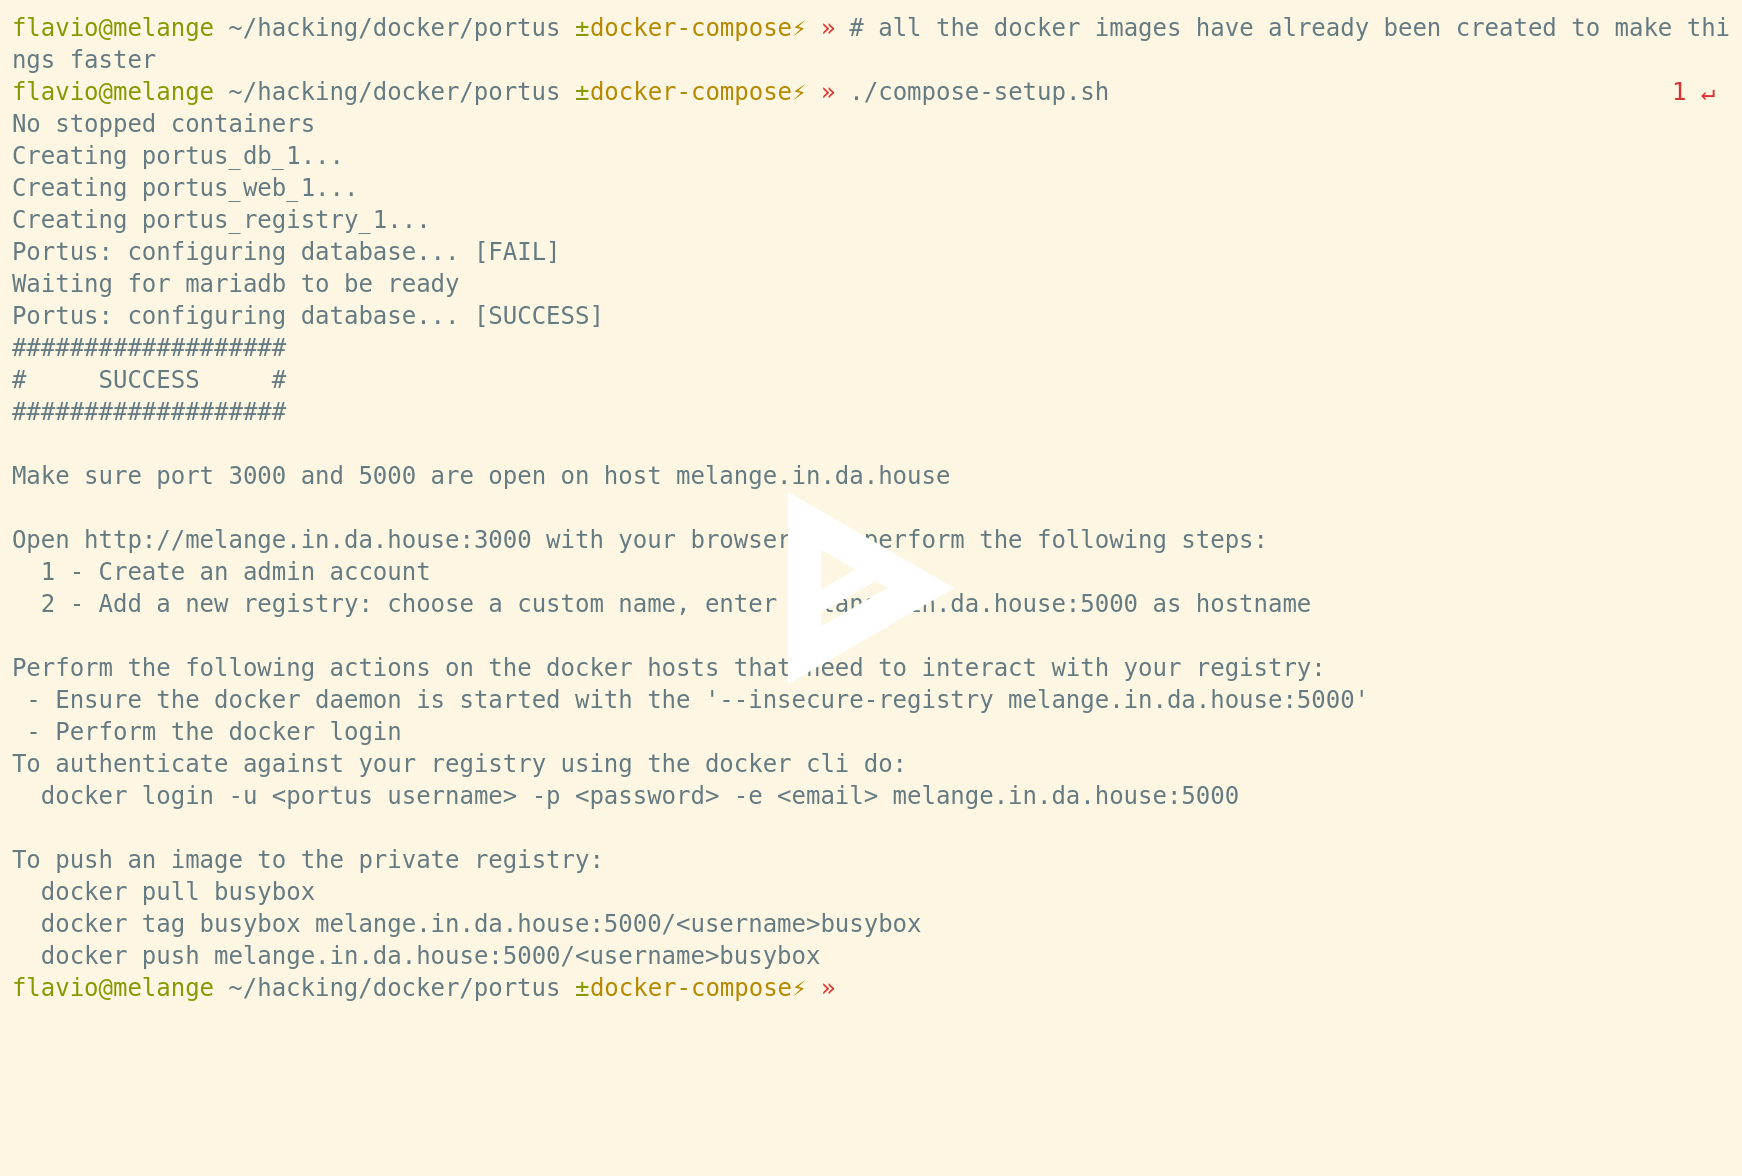 flavio@melange ~/hacking/docker/portus ±docker-compose⚡ » # all the docker images have already been created to make thi
ngs faster
flavio@melange ~/hacking/docker/portus ±docker-compose⚡ » ./compose-setup.sh 1 ↵
No stopped containers
Creating portus_db_1...
Creating portus_web_1...
Creating portus_registry_1...
Portus: configuring database... [FAIL]
Waiting for mariadb to be ready
Portus: configuring database... [SUCCESS]
###################
#     SUCCESS     #
###################
Make sure port 3000 and 5000 are open on host melange.in.da.house
Open http://melange.in.da.house:3000 with your browser perform the following steps:
  1 - Create an admin account
  2 - Add a new registry: choose a custom name, enter melange.in.da.house:5000 as hostname
Perform the following actions on the docker hosts that need to interact with your registry:
 - Ensure the docker daemon is started with the '--insecure-registry melange.in.da.house:5000'
 - Perform the docker login
To authenticate against your registry using the docker cli do:
  docker login -u <portus username> -p <password> -e <email> melange.in.da.house:5000
To push an image to the private registry:
  docker pull busybox
  docker tag busybox melange.in.da.house:5000/<username>busybox
  docker push melange.in.da.house:5000/<username>busybox
flavio@melange ~/hacking/docker/portus ±docker-compose⚡ »